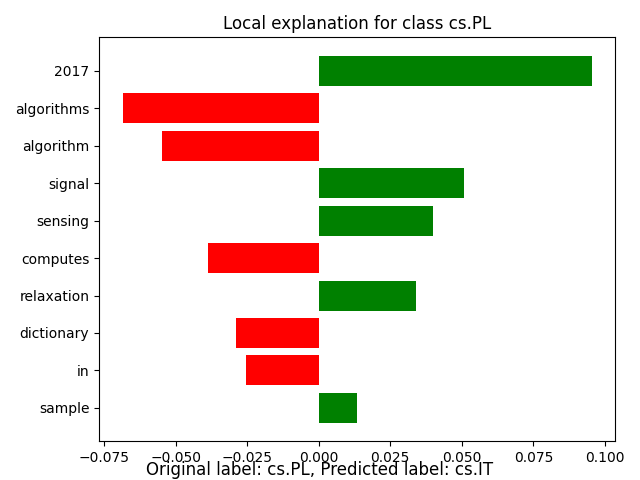 Local explanation for class cs.PL
2017
algorithms
algorithm
signal
sensing
computes
relaxation
dictionary
in
sample
−0.075 −0.050 −0.025 0.000 0.025 0.050 0.075 0.100
Original label: cs.PL, Predicted label: cs.IT